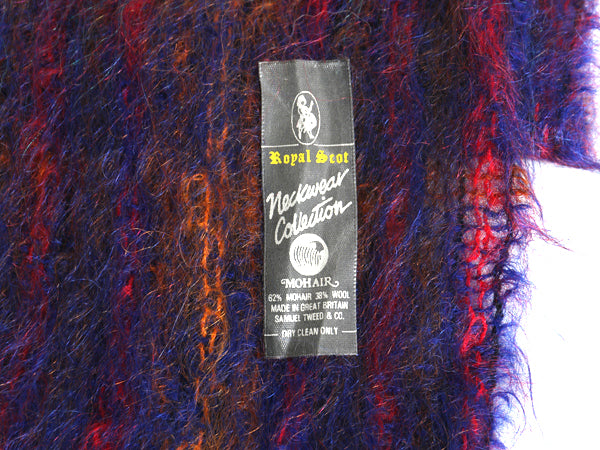 Royal Scot
Neckwear
Collection
MOHAIR
62% MOHAIR 38% WOOL
MADE IN GREAT BRITAIN
SAMUEL TWEED & CO.
DRY CLEAN ONLY